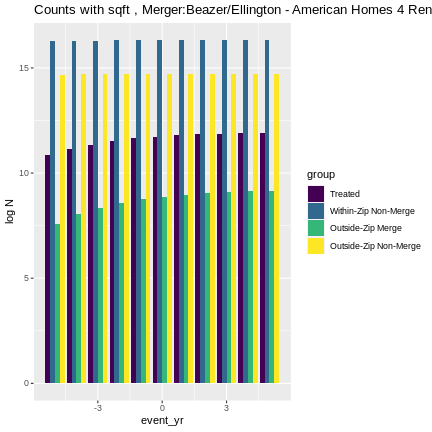 Counts with sqft , Merger:Beazer/Ellington - American Homes 4 Ren
log N
15
10
5
0
-3
0
3
event_yr
group
Treated
Within-Zip Non-Merge
Outside-Zip Merge
Outside-Zip Non-Merge